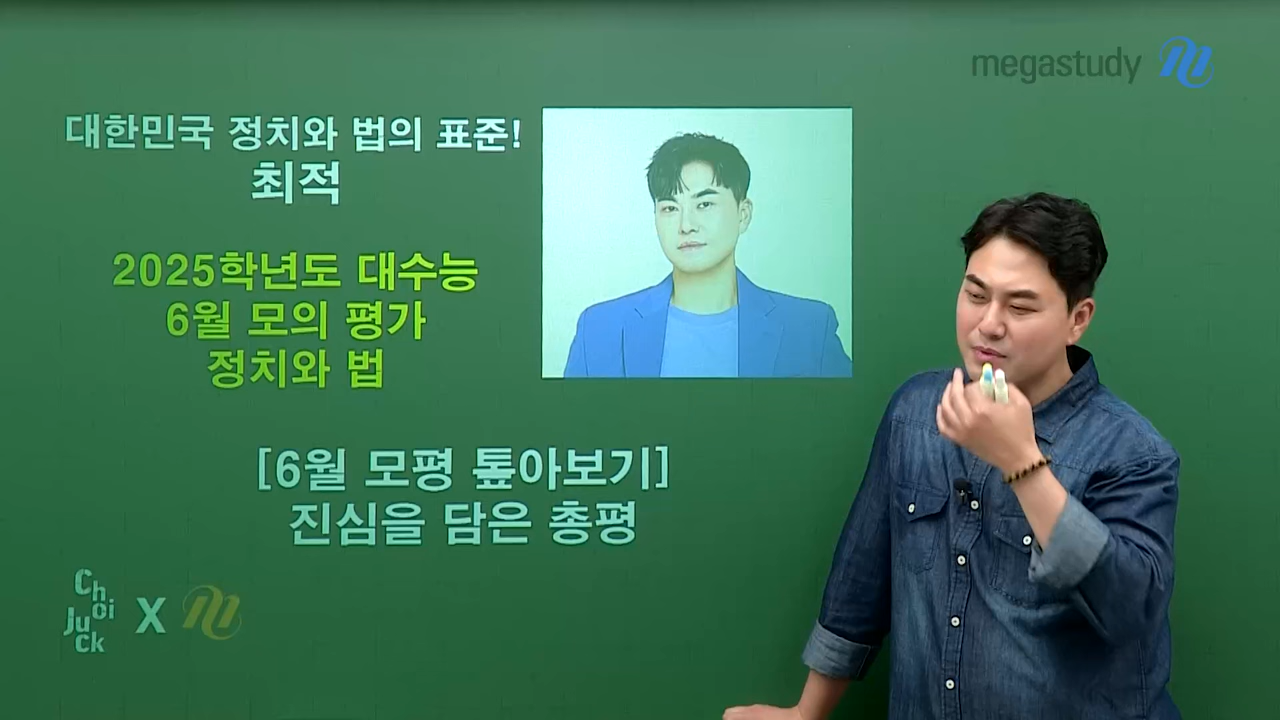 megastudy
대한민국 정치와 법의 표준!
최적
2025학년도 대수능
6월 모의 평가
정치와 법
[6월 모평 톺아보기]
진심을 담은 총평
Choi
Juck
X